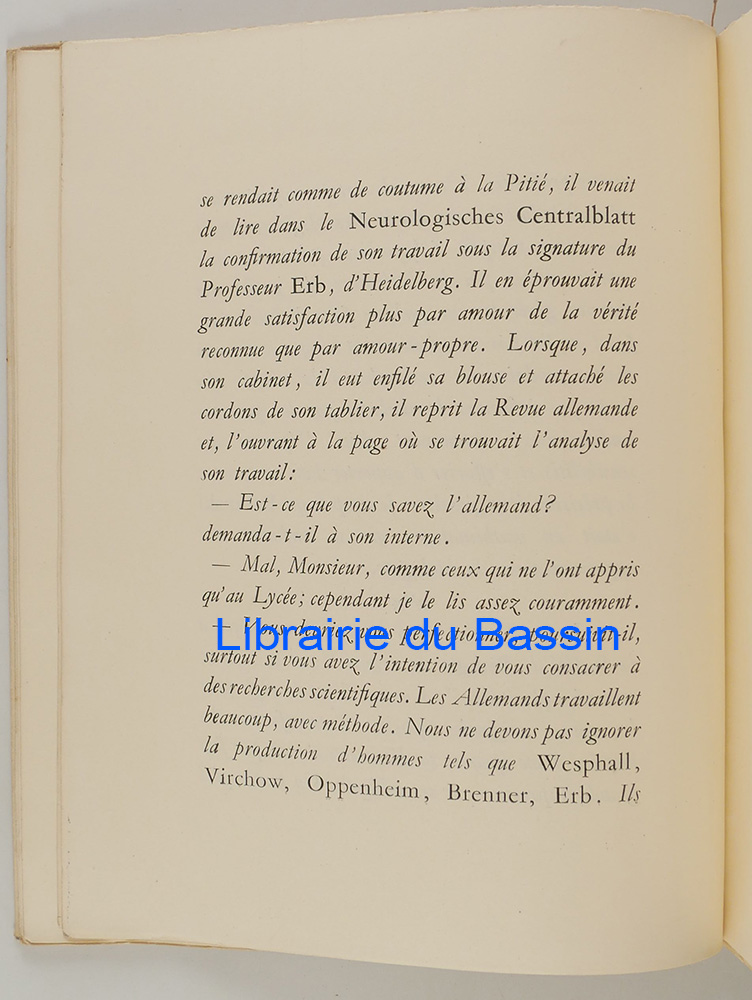 se rendait comme de coutume à la Pitié, il venait
de lire dans le Neurologisches Centralblatt
la confirmation de son travail sous la signature du
Professeur Erb, d'Heidelberg. Il en éprouvait une
grande satisfaction plus par amour de la vérité
reconnue que par amour-propre. Lorsque, dans
son cabinet, il eut enfilé sa blouse et attaché les
cordons de son tablier, il reprit la Revue allemande
et, l'ouvrant à la page où se trouvait l'analyse de
son travail:
— Est-ce que vous savez l'allemand?
demanda-t-il à son interne.
— Mal, Monsieur, comme ceux qui ne l'ont appris
qu'au Lycée; cependant je le lis assez couramment.
— Vous devriez vous perfectionner, poursuivit-il,
Librairie du Bassin
surtout si vous avez l'intention de vous consacrer à
des recherches scientifiques. Les Allemands travaillent
beaucoup, avec méthode. Nous ne devons pas ignorer
la production d'hommes tels que Wesphall,
Virchow, Oppenheim, Brenner, Erb. Ils